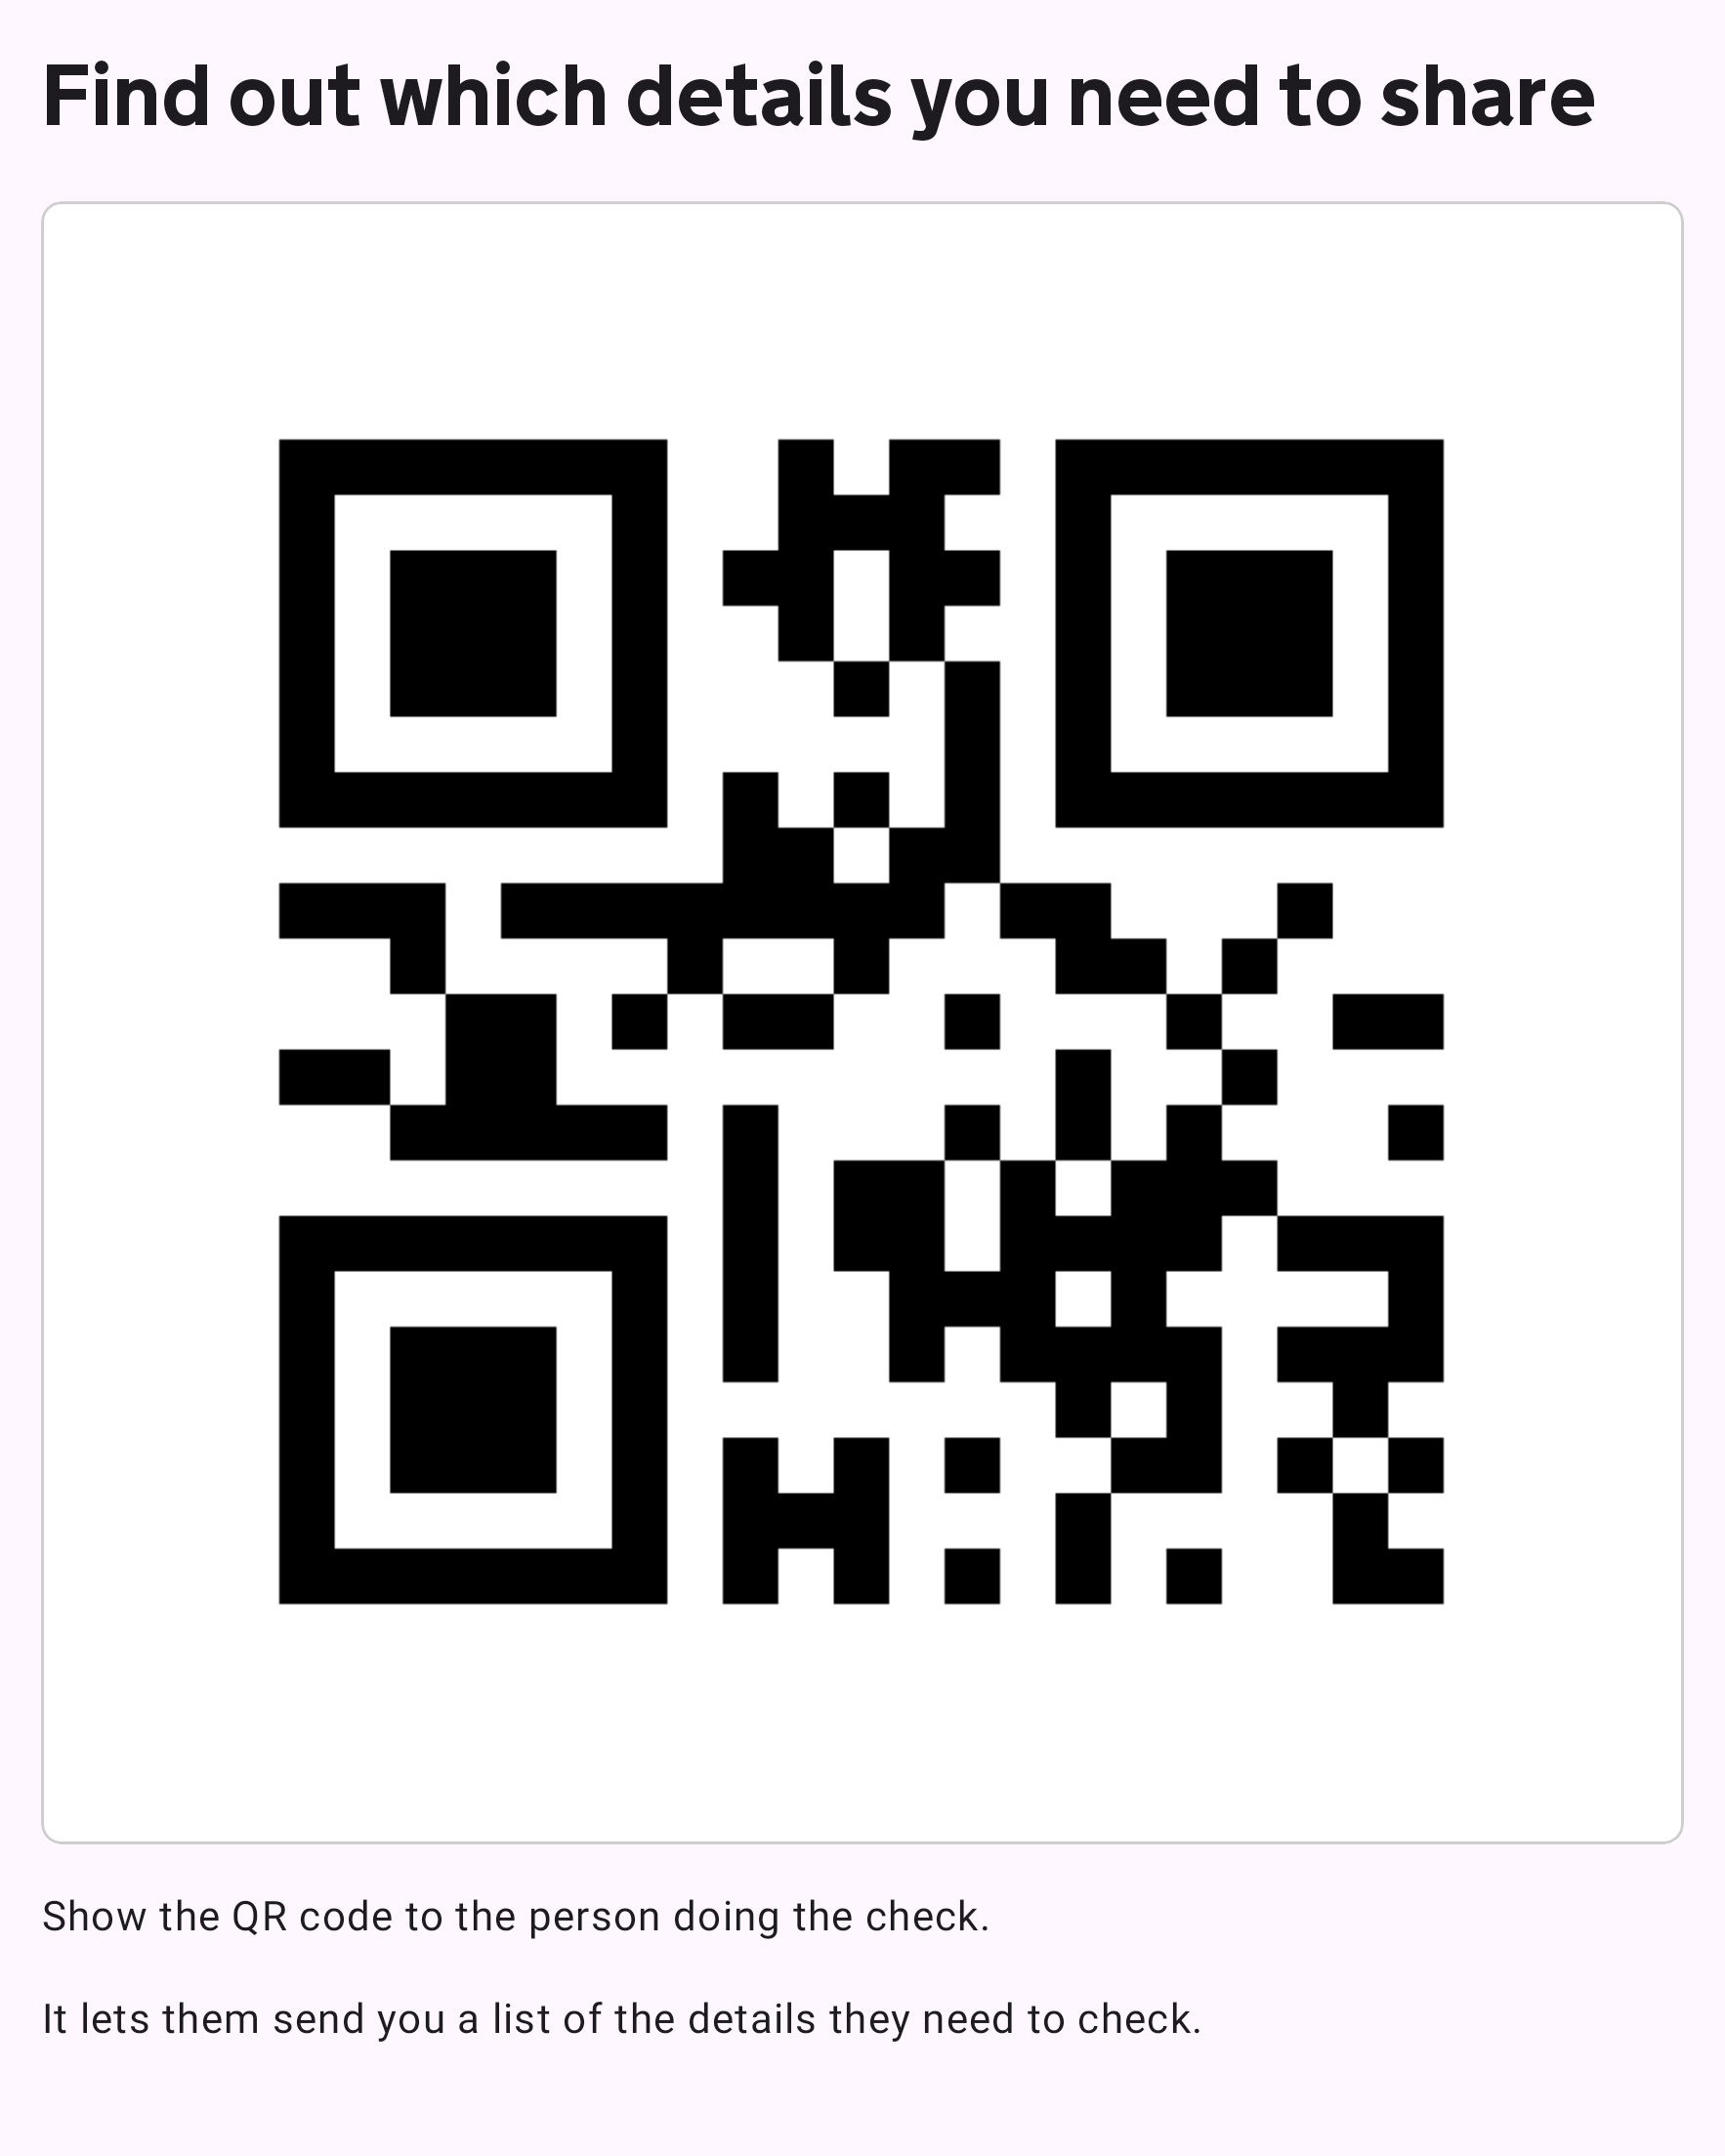 Find out which details you need to share
Show the QR code to the person doing the check.
It lets them send you a list of the details they need to check.